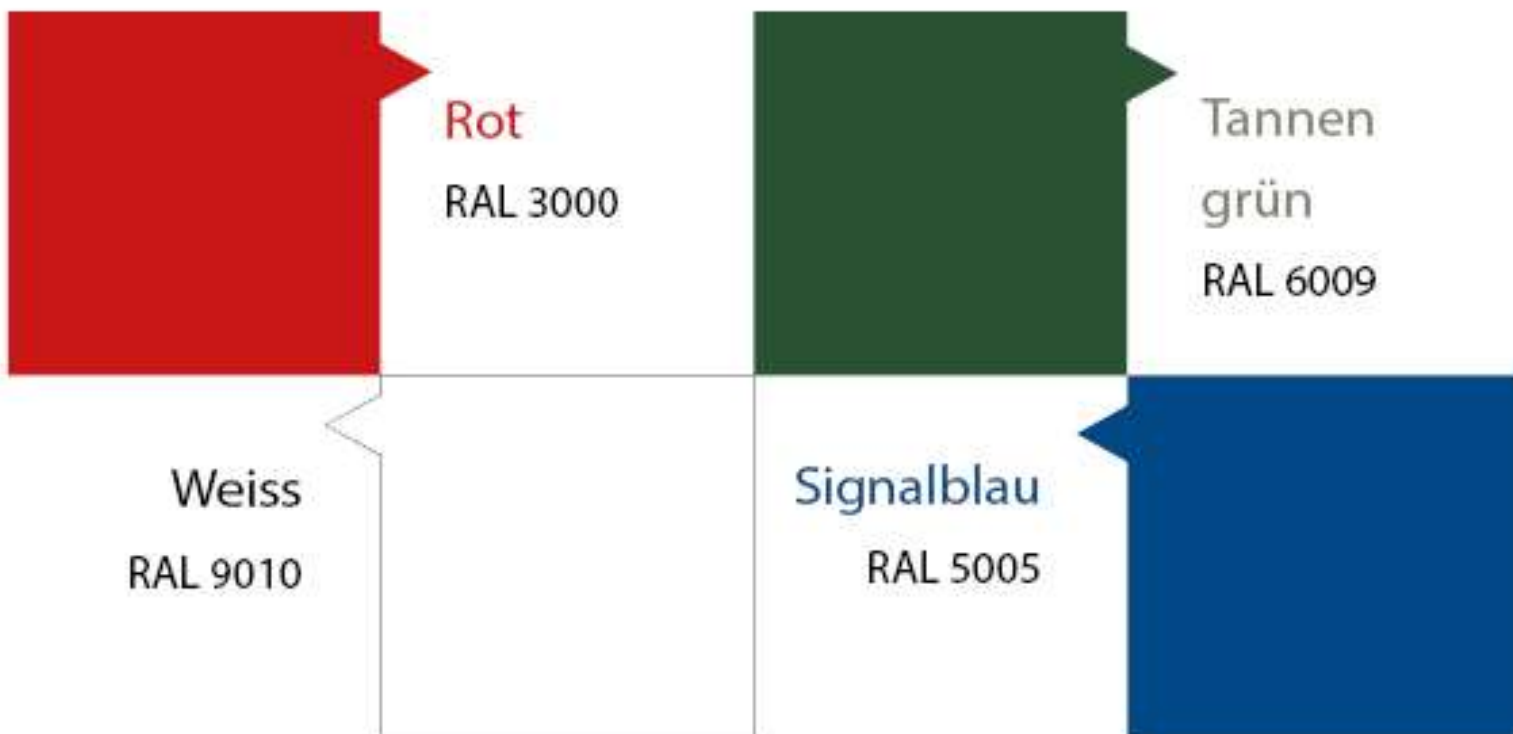 Rot
RAL 3000
Tannen
grün
RAL 6009
Weiss
RAL 9010
Signalblau
RAL 5005